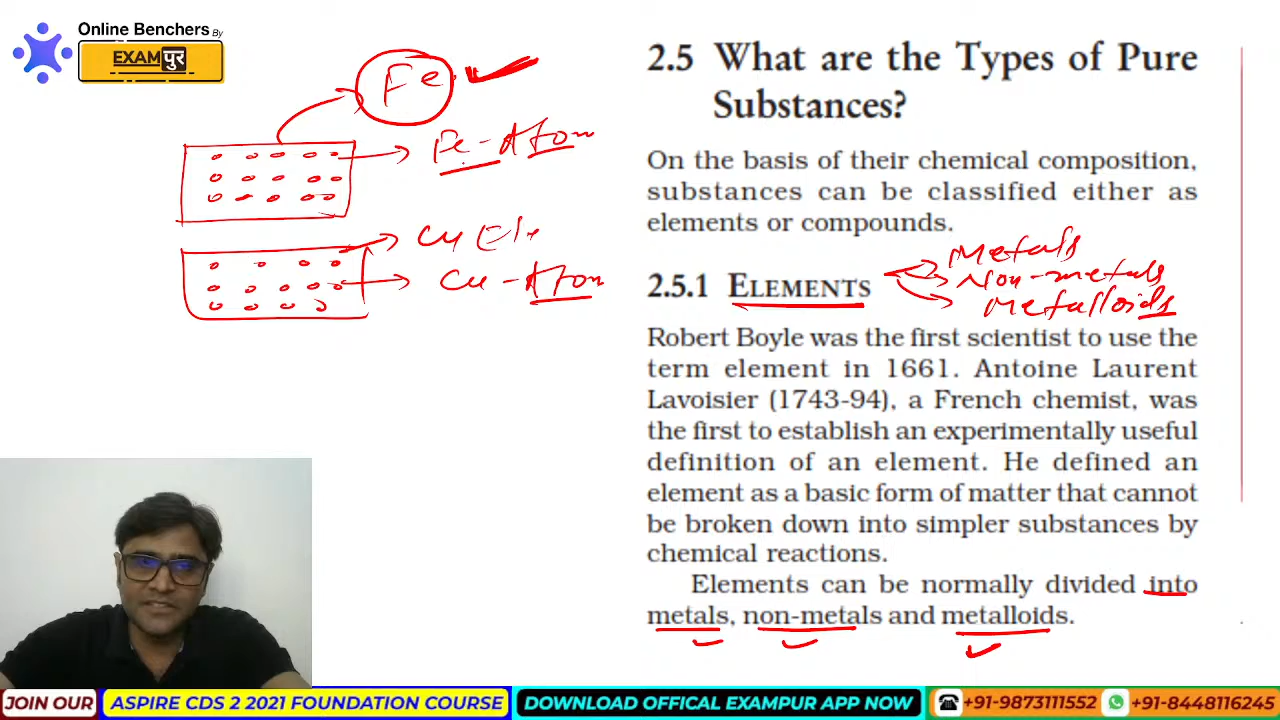 Online Benchers By
EXAMपुर
Fe
Fe-Atom
Cu Ele
Cu-Atom
2.5 What are the Types of Pure
Substances?
On the basis of their chemical composition,
substances can be classified either as
elements or compounds.
Metals
Non-metals
Metalloids
2.5.1 ELEMENTS
Robert Boyle was the first scientist to use the
term element in 1661. Antoine Laurent
Lavoisier (1743-94), a French chemist, was
the first to establish an experimentally useful
definition of an element. He defined an
element as a basic form of matter that cannot
be broken down into simpler substances by
chemical reactions.
Elements can be normally divided into
metals, non-metals and metalloids.
JOIN OUR ASPIRE CDS 2 2021 FOUNDATION COURSE DOWNLOAD OFFICAL EXAMPUR APP NOW +91-9873111552 +91-8448116245